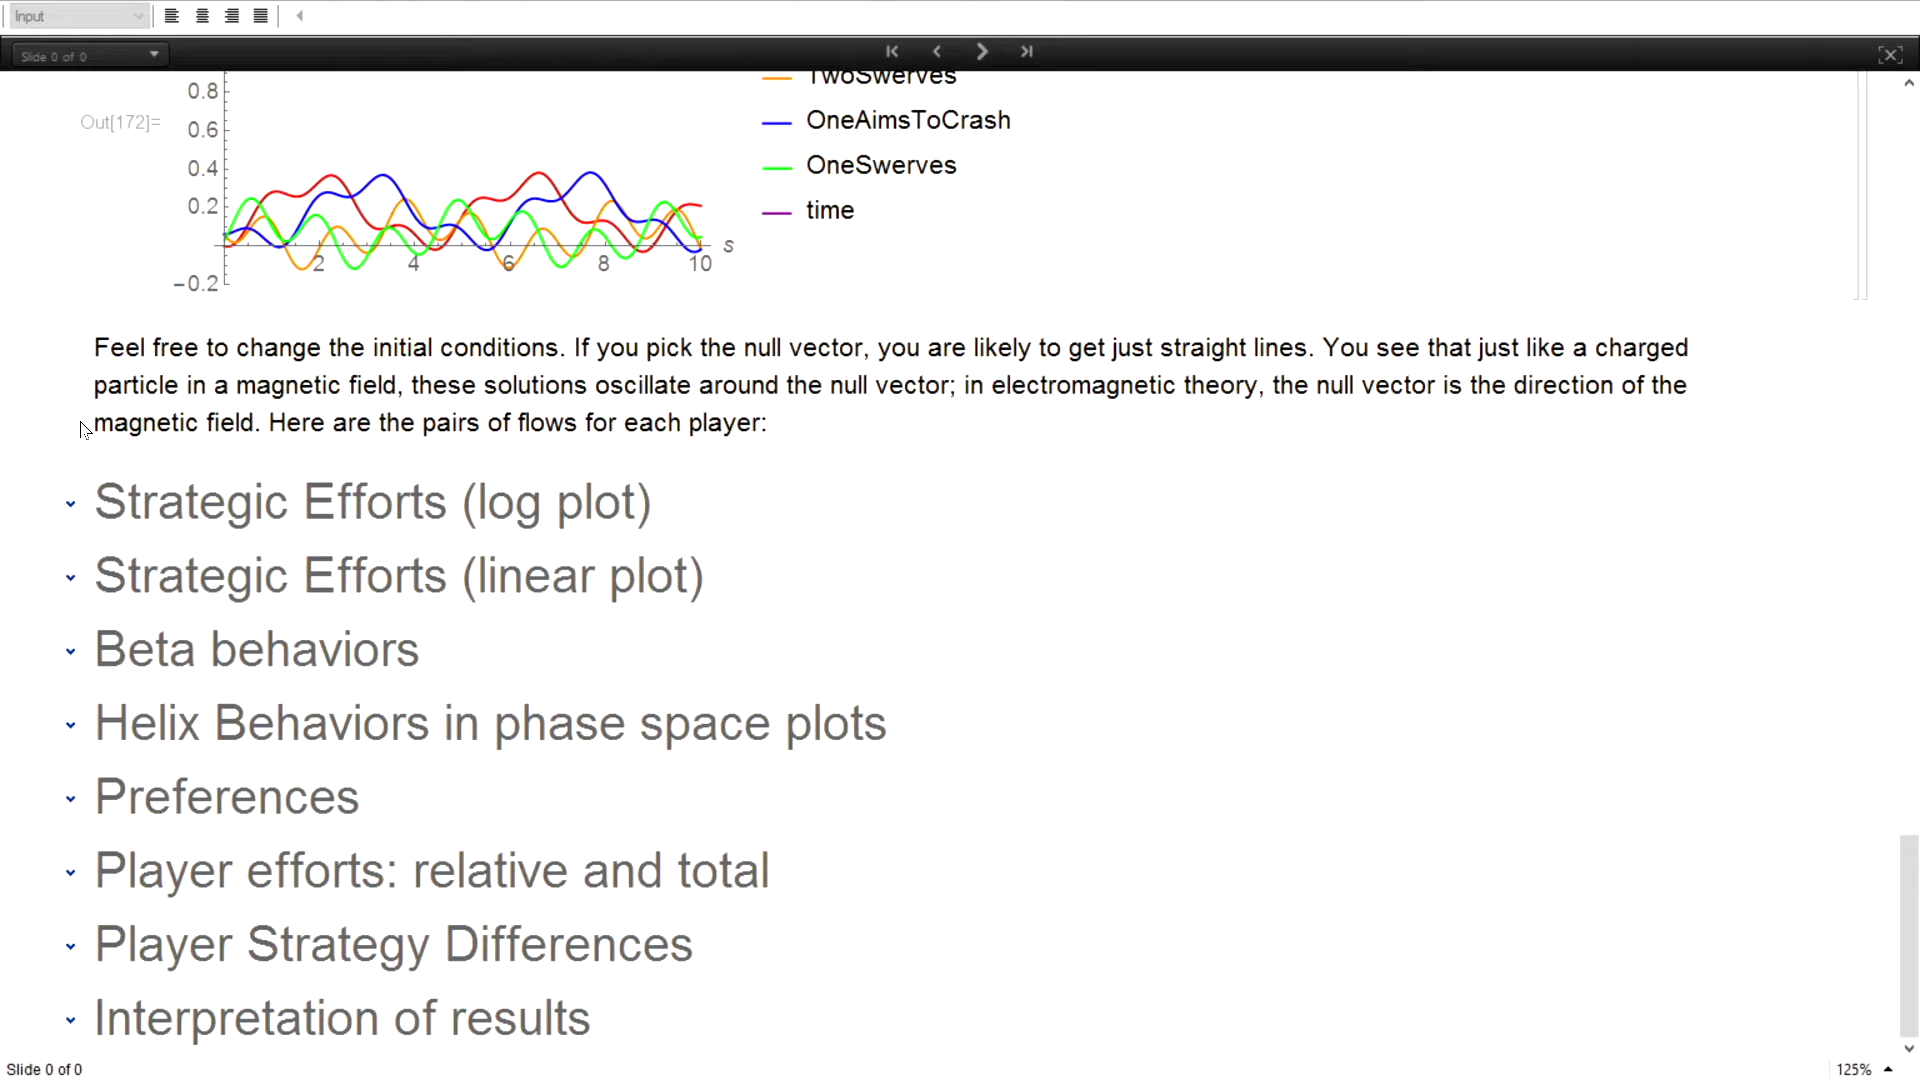 Input
Slide 0 of 0
TwoSwerves
OneAimsToCrash
OneSwerves
time
Out[172]=
0.8
0.6
0.4
0.2
−0.2
2
4
6
8
10
s
Feel free to change the initial conditions. If you pick the null vector, you are likely to get just straight lines. You see that just like a charged
particle in a magnetic field, these solutions oscillate around the null vector; in electromagnetic theory, the null vector is the direction of the
magnetic field. Here are the pairs of flows for each player:
Strategic Efforts (log plot)
Strategic Efforts (linear plot)
Beta behaviors
Helix Behaviors in phase space plots
Preferences
Player efforts: relative and total
Player Strategy Differences
Interpretation of results
Slide 0 of 0
125%